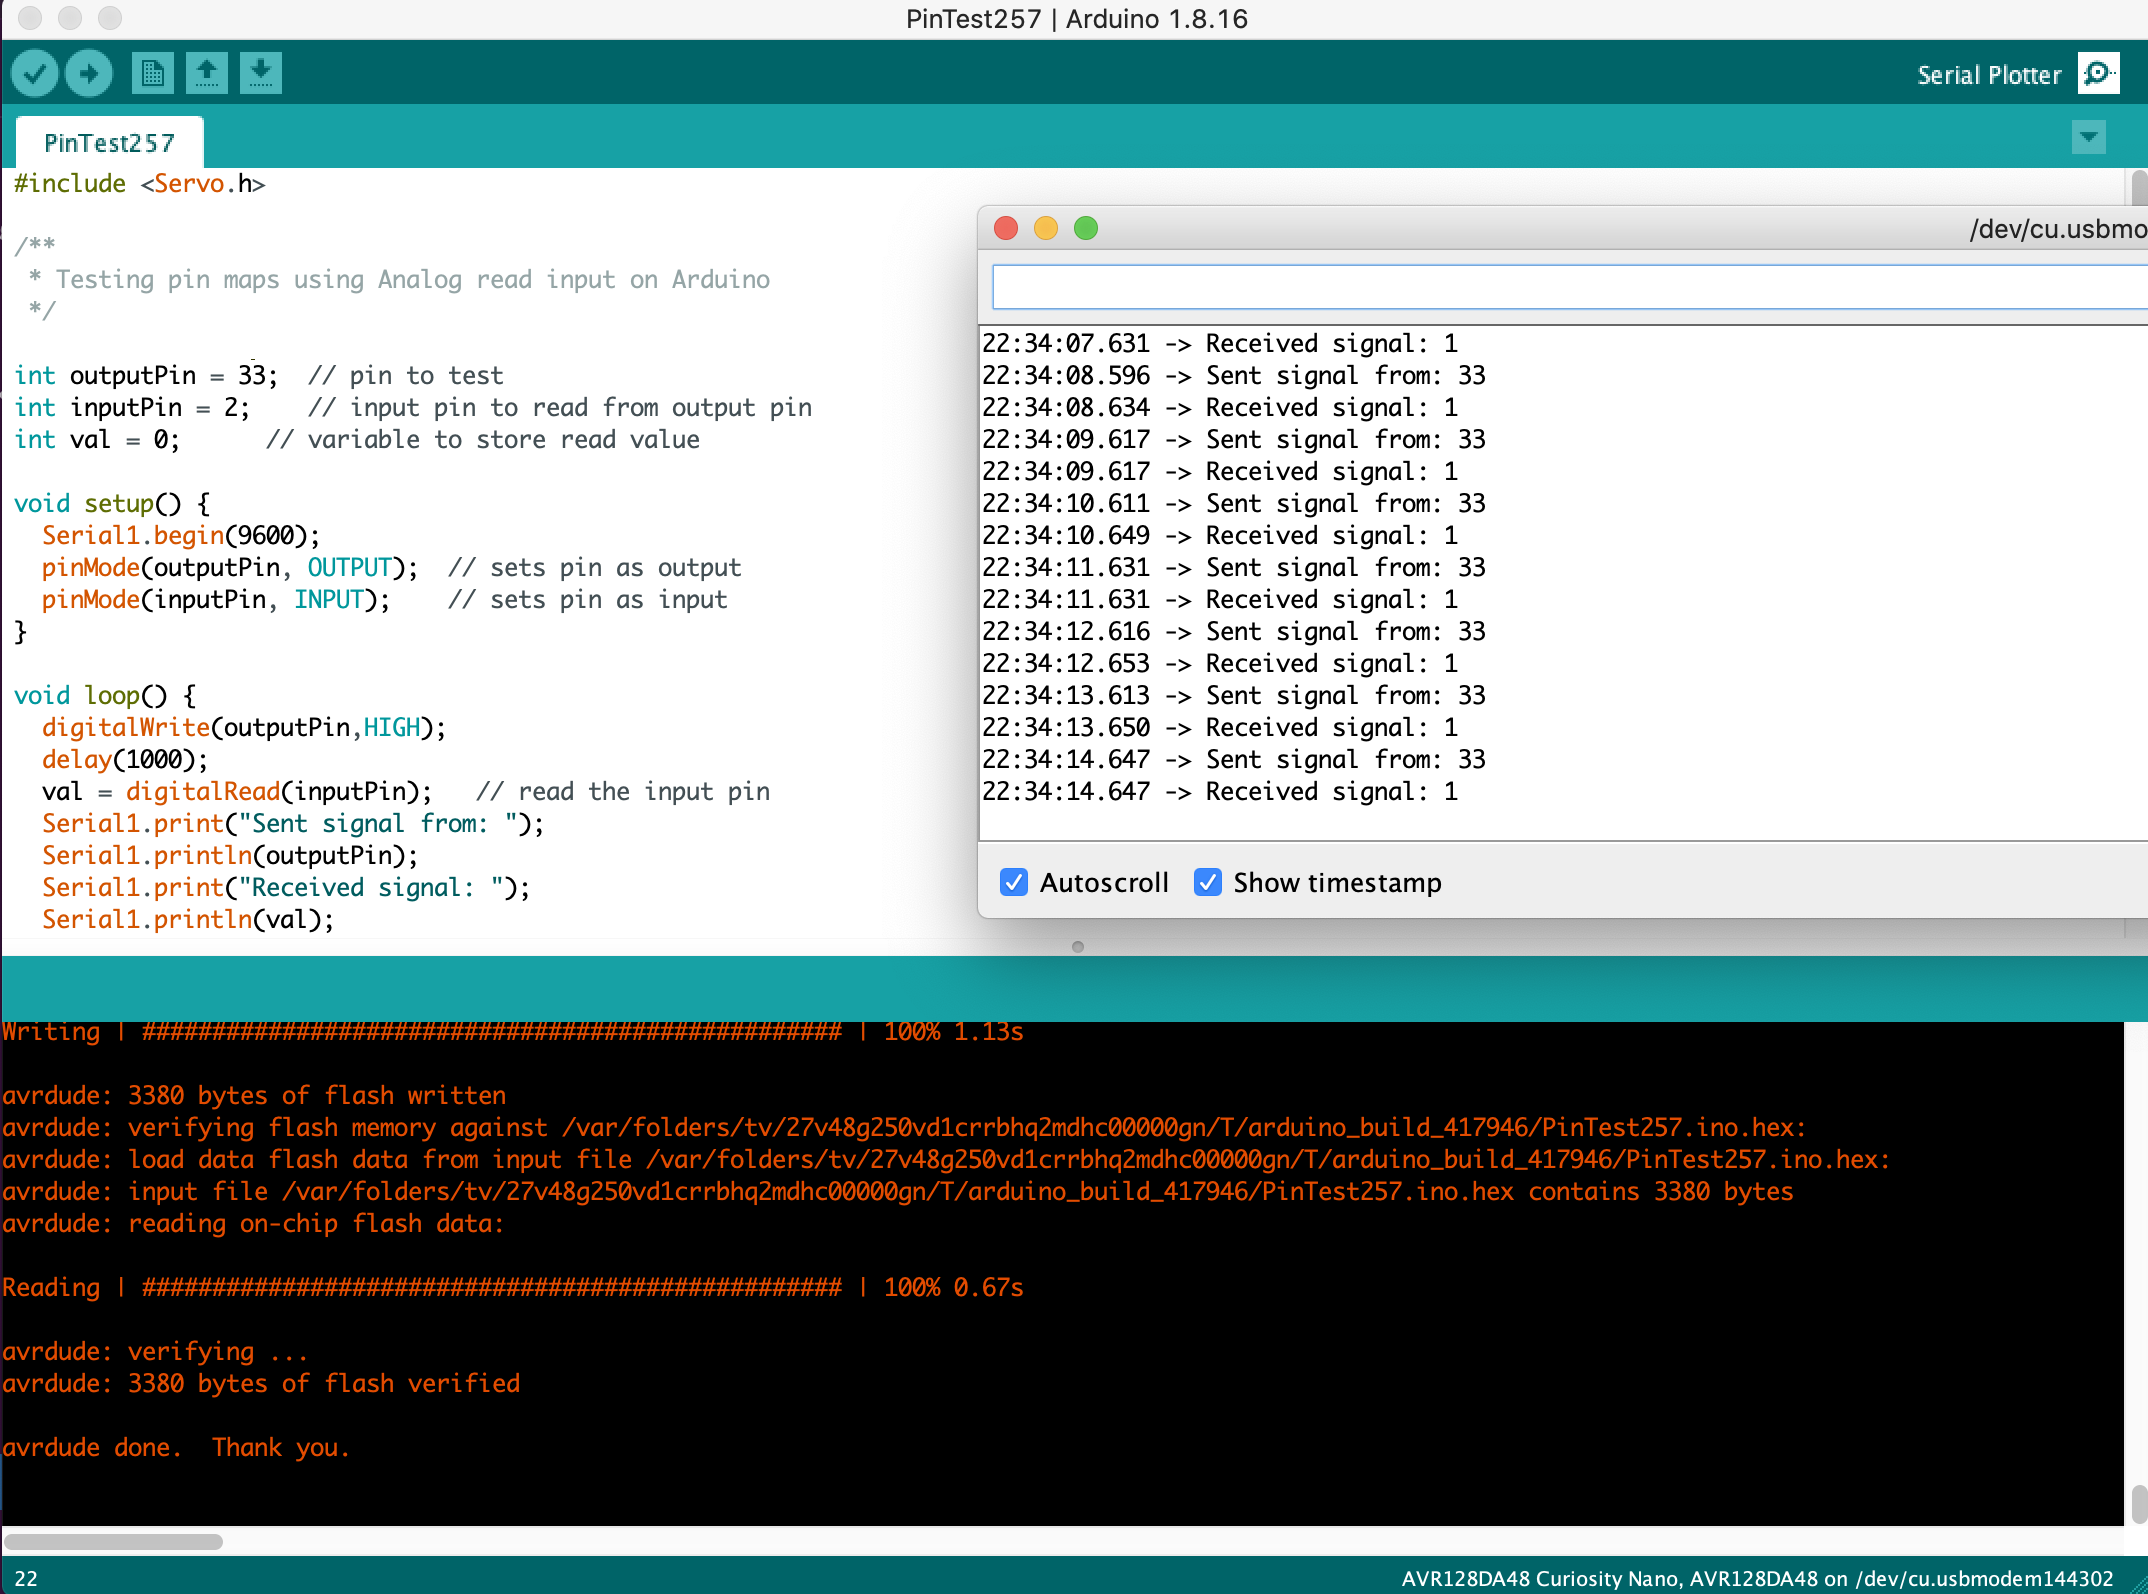 PinTest257 | Arduino 1.8.16
Serial Plotter
PinTest257
#include <Servo.h>
/**
 * Testing pin maps using Analog read input on Arduino
 */
int outputPin = 33;  // pin to test
int inputPin = 2;    // input pin to read from output pin
int val = 0;      // variable to store read value
void setup() {
  Serial1.begin(9600);
  pinMode(outputPin, OUTPUT);  // sets pin as output
  pinMode(inputPin, INPUT);    // sets pin as input
}
void loop() {
  digitalWrite(outputPin,HIGH);
  delay(1000);
  val = digitalRead(inputPin);   // read the input pin
  Serial1.print("Sent signal from: ");
  Serial1.println(outputPin);
  Serial1.print("Received signal: ");
  Serial1.println(val);
/dev/cu.usbmo
22:34:07.631 -> Received signal: 1
22:34:08.596 -> Sent signal from: 33
22:34:08.634 -> Received signal: 1
22:34:09.617 -> Sent signal from: 33
22:34:09.617 -> Received signal: 1
22:34:10.611 -> Sent signal from: 33
22:34:10.649 -> Received signal: 1
22:34:11.631 -> Sent signal from: 33
22:34:11.631 -> Received signal: 1
22:34:12.616 -> Sent signal from: 33
22:34:12.653 -> Received signal: 1
22:34:13.613 -> Sent signal from: 33
22:34:13.650 -> Received signal: 1
22:34:14.647 -> Sent signal from: 33
22:34:14.647 -> Received signal: 1
Autoscroll Show timestamp
Writing | ################################################## | 100% 1.13s
avrdude: 3380 bytes of flash written
avrdude: verifying flash memory against /var/folders/tv/27v48g250vd1crrbhq2mdhc00000gn/T/arduino_build_417946/PinTest257.ino.hex:
avrdude: load data flash data from input file /var/folders/tv/27v48g250vd1crrbhq2mdhc00000gn/T/arduino_build_417946/PinTest257.ino.hex:
avrdude: input file /var/folders/tv/27v48g250vd1crrbhq2mdhc00000gn/T/arduino_build_417946/PinTest257.ino.hex contains 3380 bytes
avrdude: reading on-chip flash data:
Reading | ################################################## | 100% 0.67s
avrdude: verifying ...
avrdude: 3380 bytes of flash verified
avrdude done.  Thank you.
22
AVR128DA48 Curiosity Nano, AVR128DA48 on /dev/cu.usbmodem144302